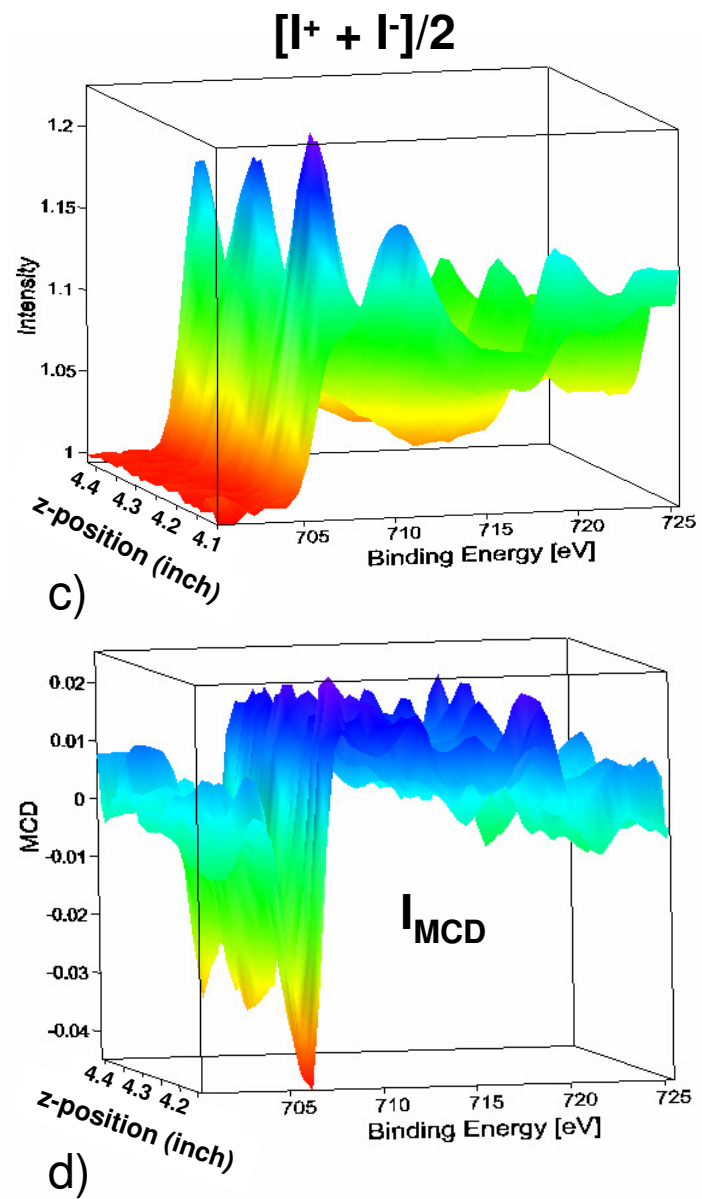 [I+ + I-]/2
1.2
1.15
1.1
1.05
1
Intensity
4.4 4.3 4.2 4.1
z-position (inch)
705 710 715 720 725
Binding Energy [eV]
c)
0.02
0.01
0
-0.01
-0.02
-0.03
-0.04
MCD
IMCD
4.4 4.3 4.2
z-position (inch)
705 710 715 720 725
Binding Energy [eV]
d)